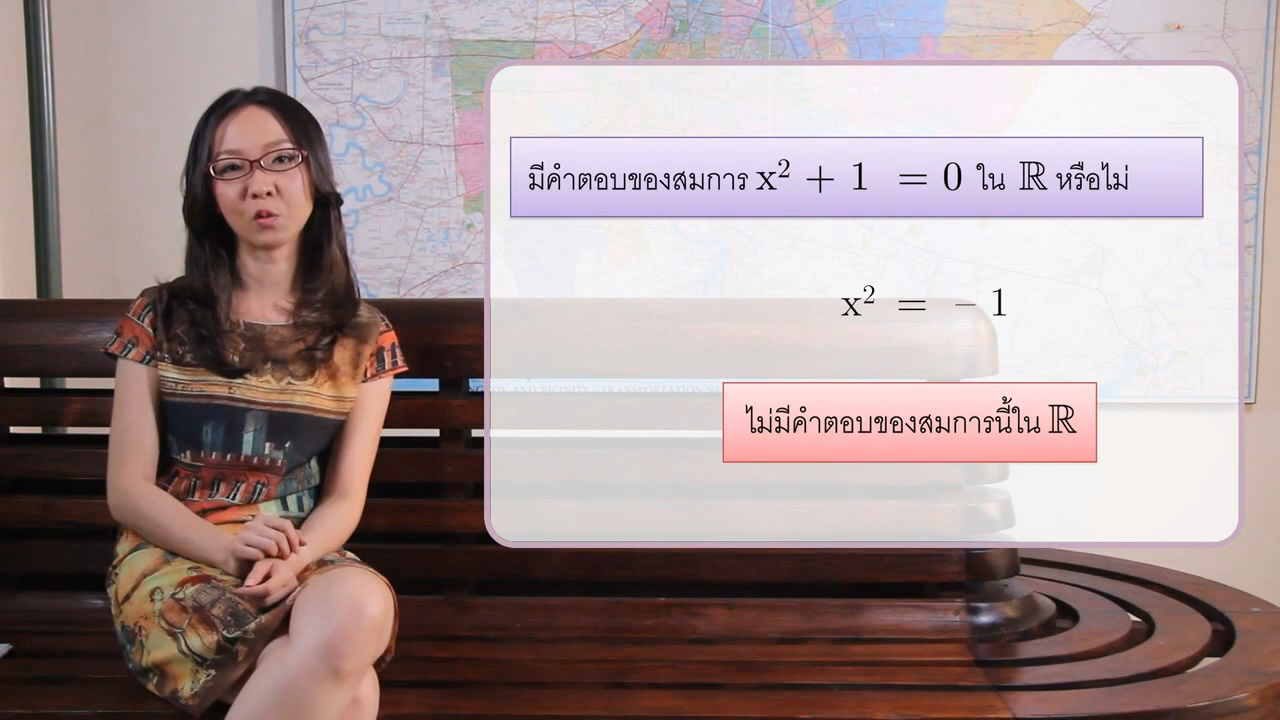 มีคำตอบของสมการ x² + 1 = 0 ใน ℝ หรือไม่
x² = – 1
ไม่มีคำตอบของสมการนี้ใน ℝ